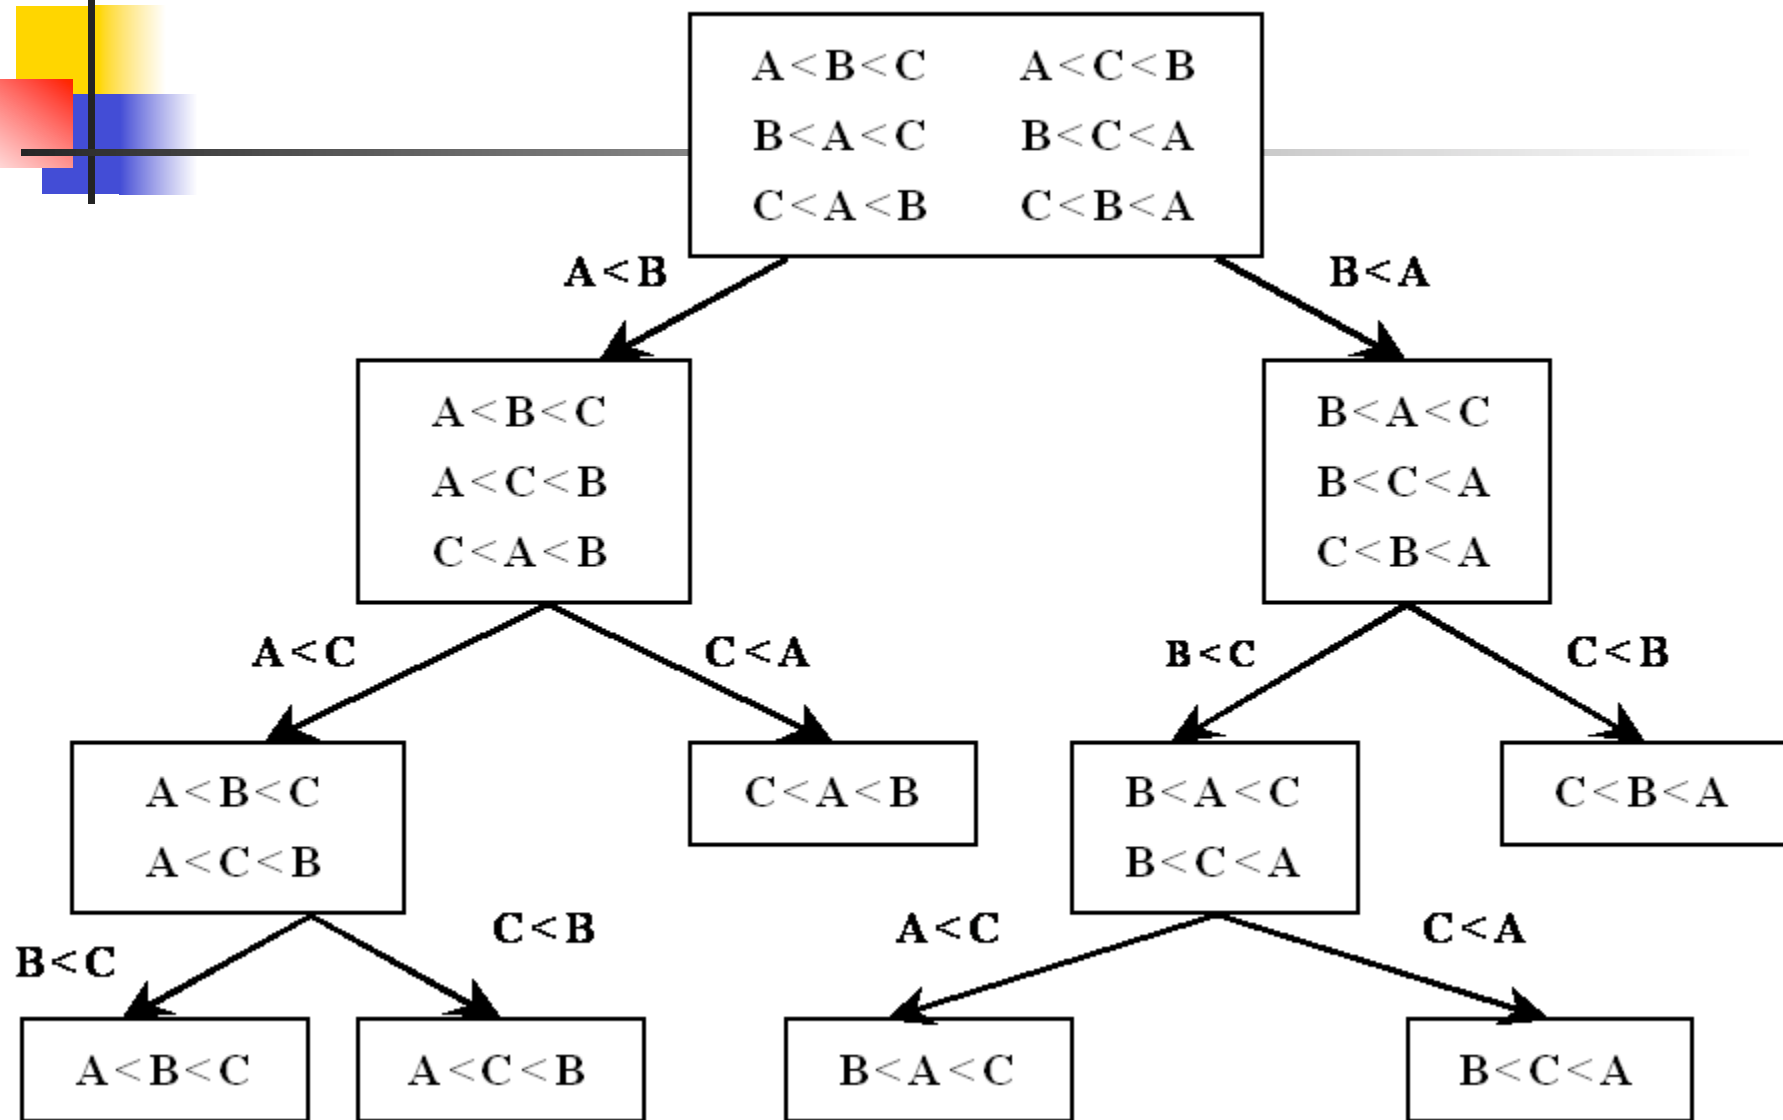 A<B<C A<C<B
B<A<C B<C<A
C<A<B C<B<A
A<B B<A
A<B<C
A<C<B
C<A<B
B<A<C
B<C<A
C<B<A
A<C C<A B<C C<B
A<B<C
A<C<B
C<A<B
B<A<C
B<C<A
C<B<A
B<C C<B A<C C<A
A<B<C A<C<B B<A<C B<C<A